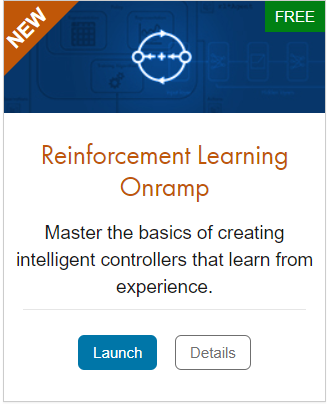 NEW
FREE
Reinforcement Learning
Onramp
Master the basics of creating
intelligent controllers that learn from
experience.
Launch
Details